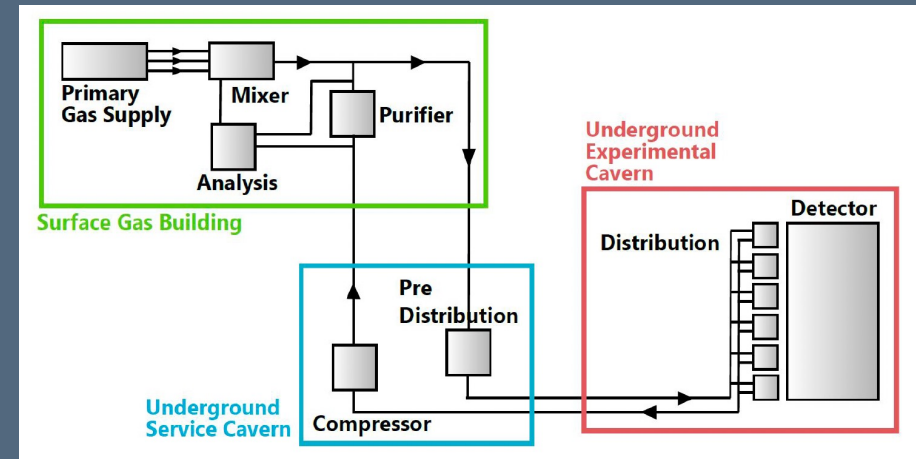 Primary
Gas Supply
Mixer
Purifier
Analysis
Surface Gas Building
Underground
Experimental
Cavern
Detector
Distribution
Pre
Distribution
Underground
Service Cavern
Compressor